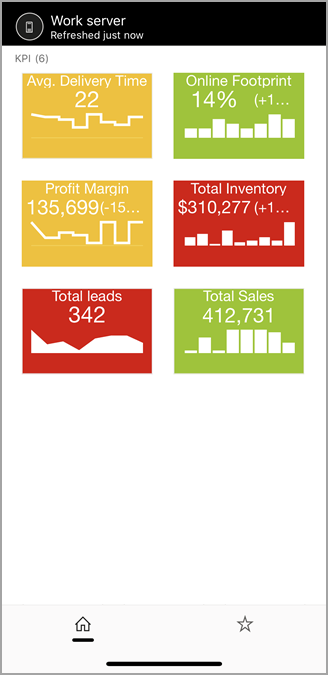 Work server
Refreshed just now
KPI (6)
Avg. Delivery Time
22
Online Footprint
14% (+1...
Profit Margin
135,699(-15...
Total Inventory
$310,277 (+1...
Total leads
342
Total Sales
412,731